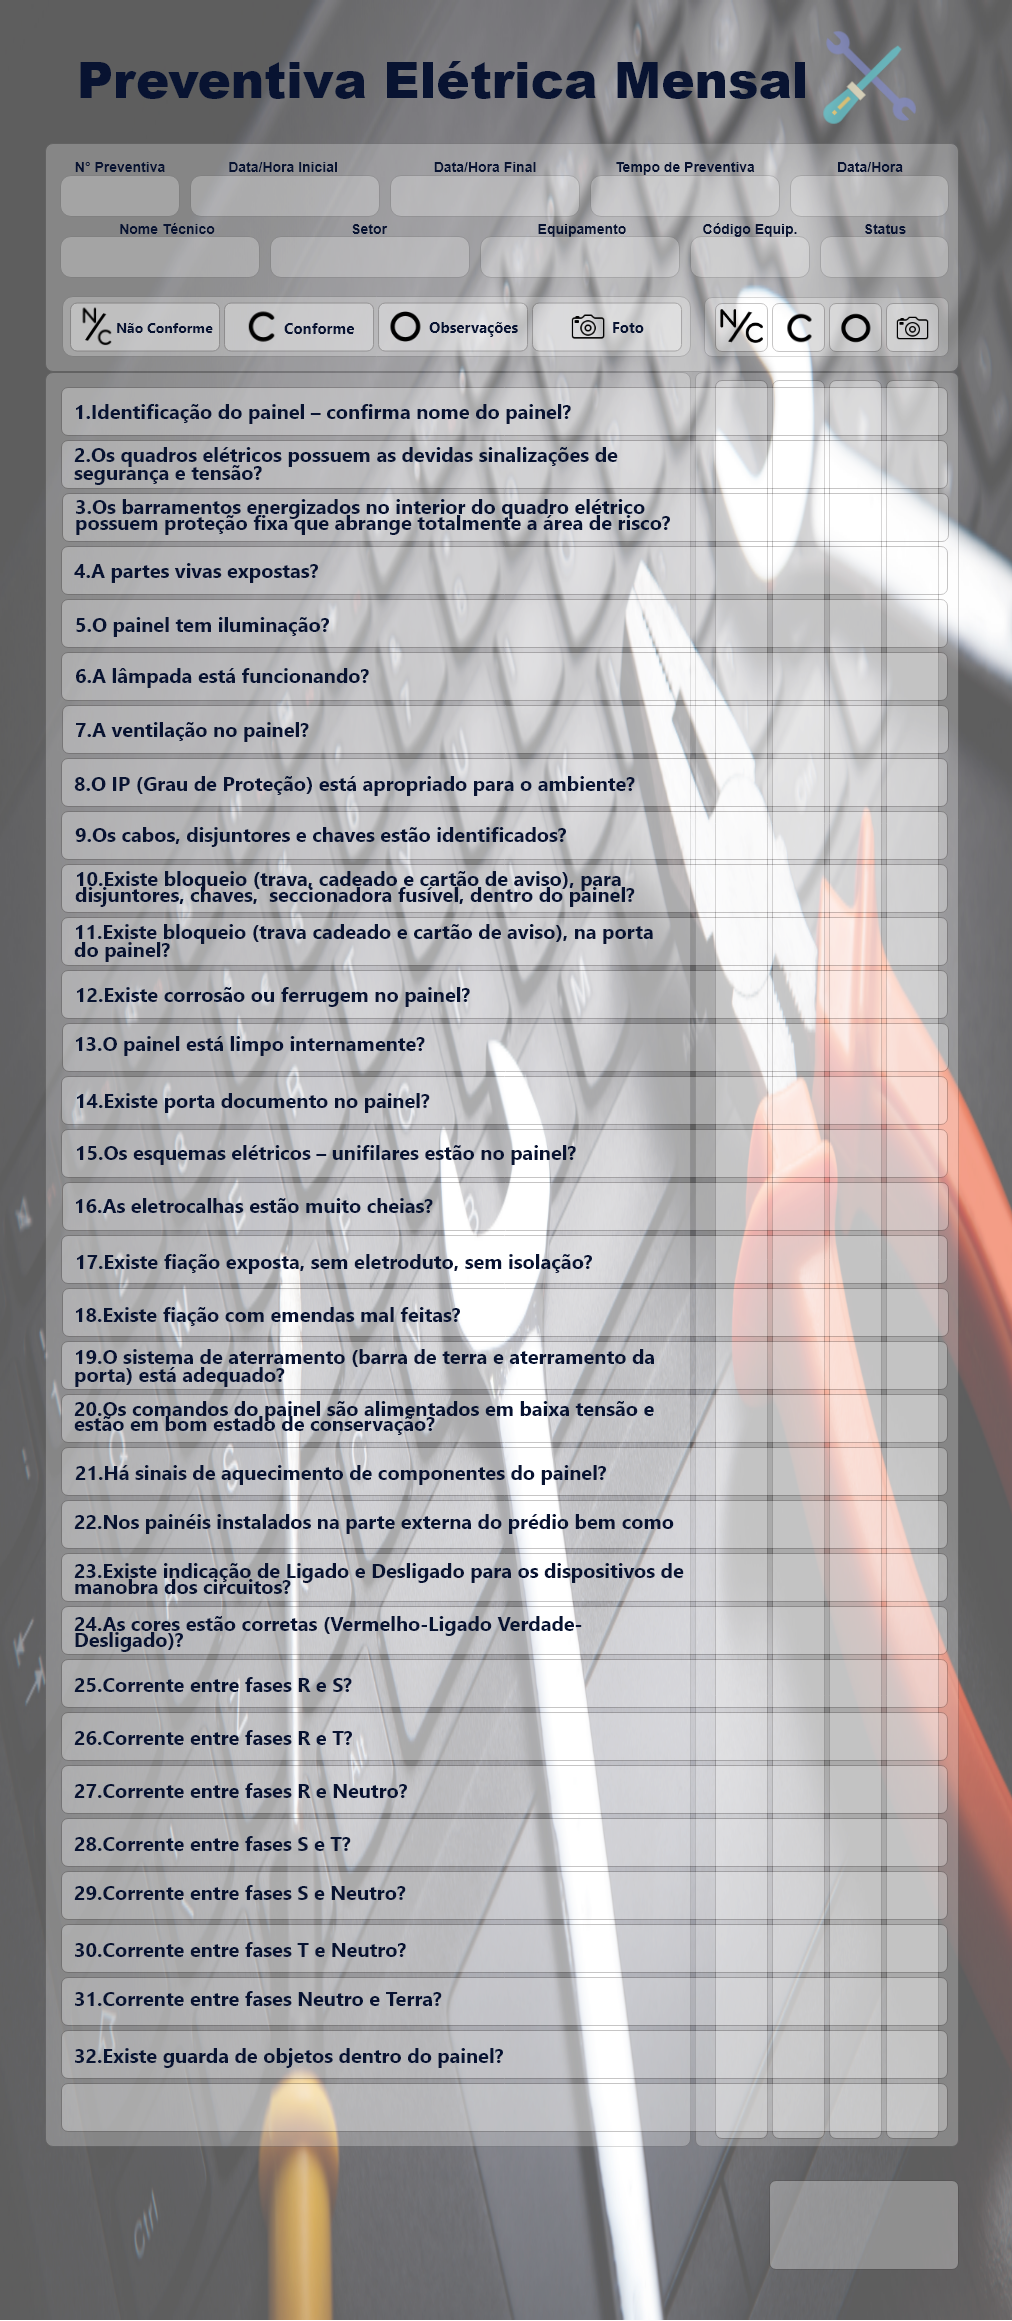 Preventiva Elétrica Mensal
N° Preventiva Data/Hora Inicial Data/Hora Final Tempo de Preventiva Data/Hora
Nome Técnico Setor Equipamento Código Equip. Status
N/C Não Conforme C Conforme O Observações Foto N/C C O
1.Identificação do painel – confirma nome do painel?
2.Os quadros elétricos possuem as devidas sinalizações de
segurança e tensão?
3.Os barramentos energizados no interior do quadro elétrico
possuem proteção fixa que abrange totalmente a área de risco?
4.A partes vivas expostas?
5.O painel tem iluminação?
6.A lâmpada está funcionando?
7.A ventilação no painel?
8.O IP (Grau de Proteção) está apropriado para o ambiente?
9.Os cabos, disjuntores e chaves estão identificados?
10.Existe bloqueio (trava, cadeado e cartão de aviso), para
disjuntores, chaves, seccionadora fusível, dentro do painel?
11.Existe bloqueio (trava cadeado e cartão de aviso), na porta
do painel?
12.Existe corrosão ou ferrugem no painel?
13.O painel está limpo internamente?
14.Existe porta documento no painel?
15.Os esquemas elétricos – unifilares estão no painel?
16.As eletrocalhas estão muito cheias?
17.Existe fiação exposta, sem eletroduto, sem isolação?
18.Existe fiação com emendas mal feitas?
19.O sistema de aterramento (barra de terra e aterramento da
porta) está adequado?
20.Os comandos do painel são alimentados em baixa tensão e
estão em bom estado de conservação?
21.Há sinais de aquecimento de componentes do painel?
22.Nos painéis instalados na parte externa do prédio bem como
23.Existe indicação de Ligado e Desligado para os dispositivos de
manobra dos circuitos?
24.As cores estão corretas (Vermelho-Ligado Verdade-
Desligado)?
25.Corrente entre fases R e S?
26.Corrente entre fases R e T?
27.Corrente entre fases R e Neutro?
28.Corrente entre fases S e T?
29.Corrente entre fases S e Neutro?
30.Corrente entre fases T e Neutro?
31.Corrente entre fases Neutro e Terra?
32.Existe guarda de objetos dentro do painel?
Ctrl